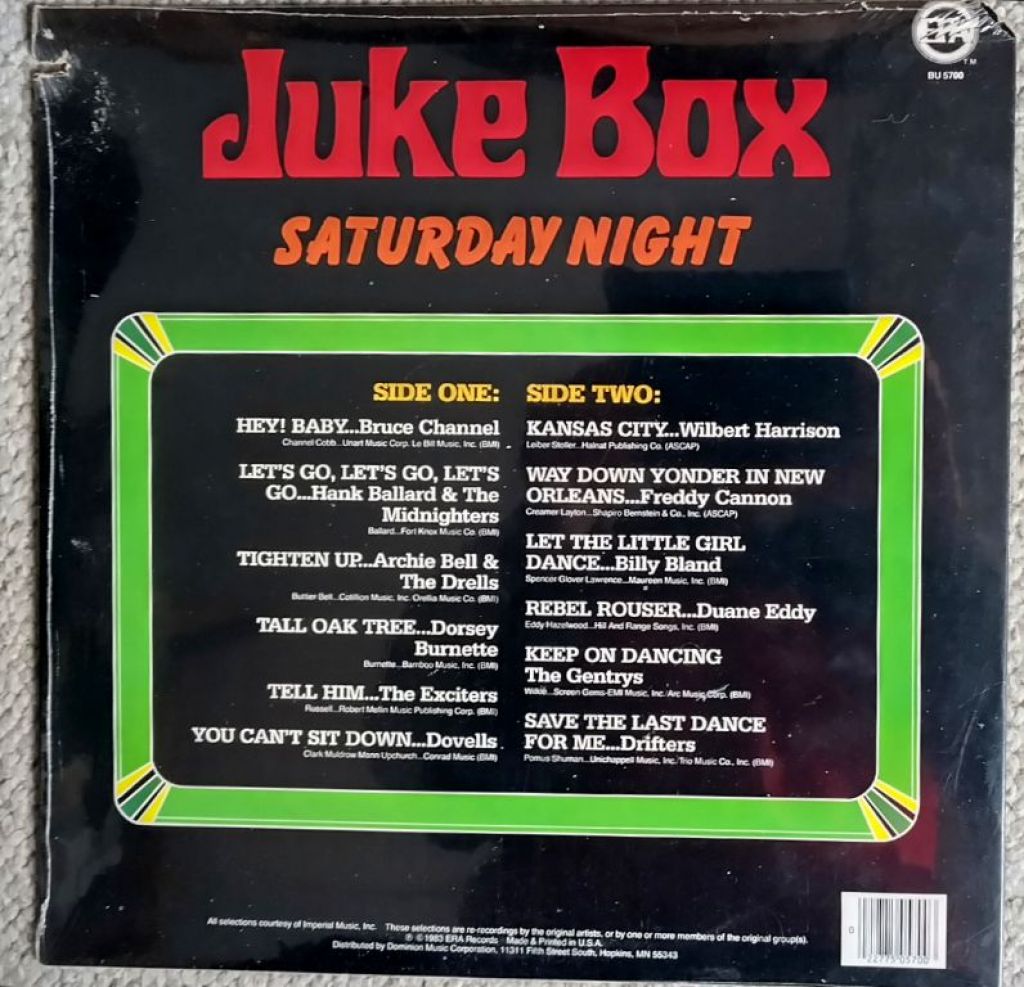 ERA
T.M.
BU 5700
Juke Box
SATURDAY NIGHT
SIDE ONE:
HEY! BABY...Bruce Channel
Channel Cobb...Unart Music Corp. Le Bill Music, Inc. (BMI)
LET'S GO, LET'S GO, LET'S
GO...Hank Ballard & The
Midnighters
Ballard...Fort Knox Music Co. (BMI)
TIGHTEN UP...Archie Bell &
The Drells
Buttier Bell...Cotillion Music, Inc. Orellia Music Co. (BMI)
TALL OAK TREE...Dorsey
Burnette
Burnette...Bamboo Music, Inc. (BMI)
TELL HIM...The Exciters
Russell...Robert Mellin Music Publishing Corp. (BMI)
YOU CAN'T SIT DOWN...Dovells
Clark Muldrow Mann Upchurch...Conrad Music (BMI)
SIDE TWO:
KANSAS CITY...Wilbert Harrison
Leiber Stoller...Halnat Publishing Co. (ASCAP)
WAY DOWN YONDER IN NEW
ORLEANS...Freddy Cannon
Creamer Layton...Shapiro Bernstein & Co., Inc. (ASCAP)
LET THE LITTLE GIRL
DANCE...Billy Bland
Spencer Glover Lawrence...Maureen Music, Inc. (BMI)
REBEL ROUSER...Duane Eddy
Eddy Hazelwood...Hill And Range Songs, Inc. (BMI)
KEEP ON DANCING
The Gentrys
Willie...Screen Gems-EMI Music, Inc./Arc Music Corp. (BMI)
SAVE THE LAST DANCE
FOR ME...Drifters
Pomus Shuman...Unichappell Music, Inc. Trio Music Co., Inc. (BMI)
All selections courtesy of Imperial Music, Inc. These selections are re-recordings by the original artists, or by one or more members of the original group(s).
℗ © 1983 ERA Records Made & Printed in U.S.A.
Distributed by Dominion Music Corporation, 11311 Fifth Street South, Hopkins, MN 55343
0
22775 05700